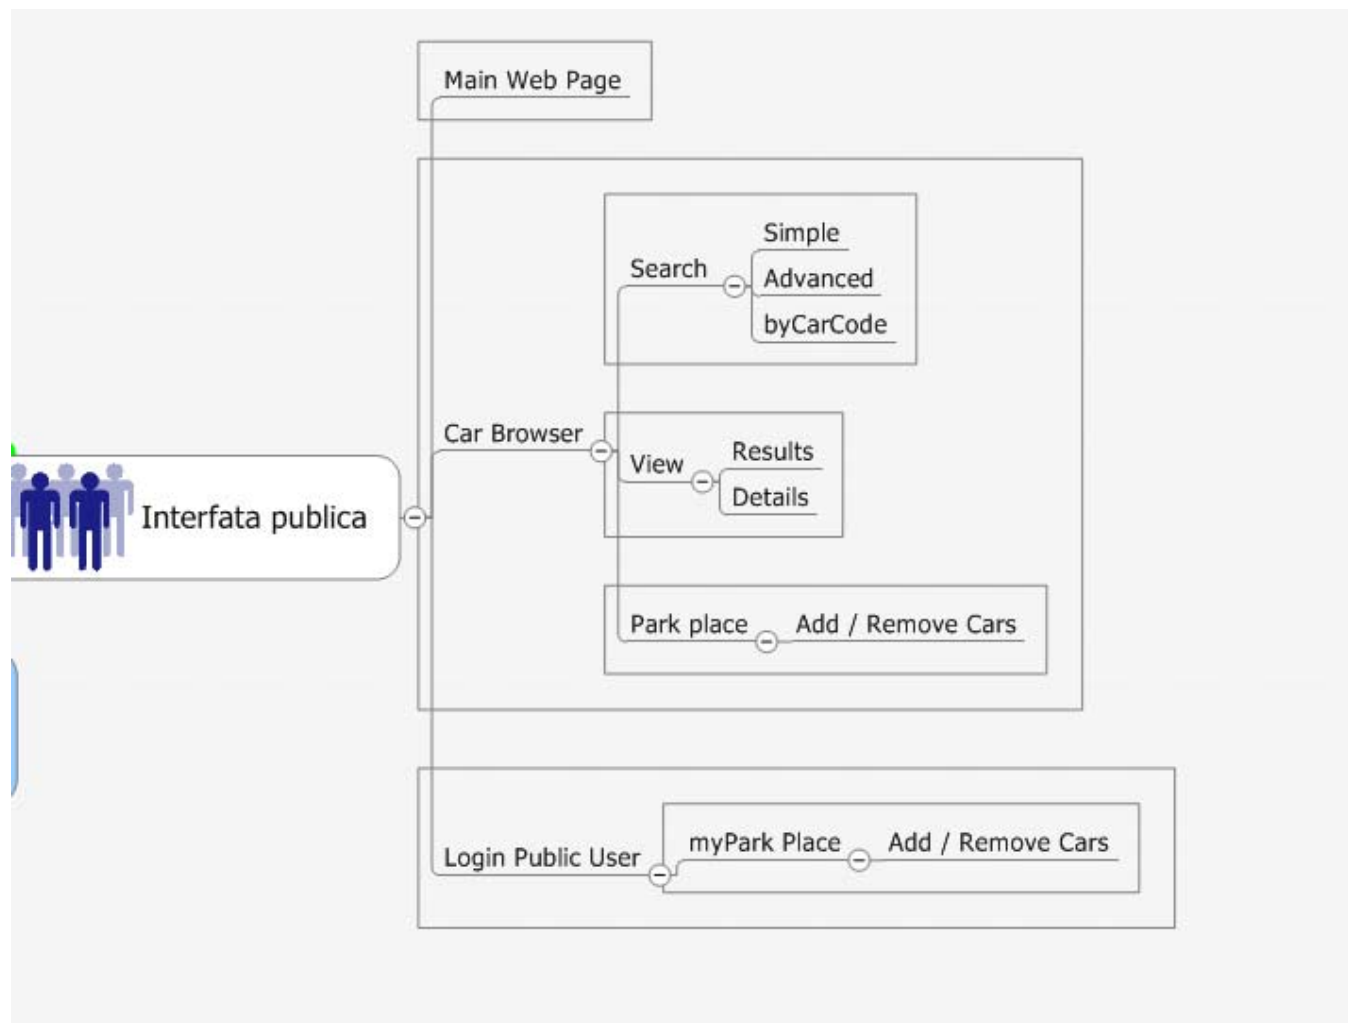 Main Web Page
Simple
Search
Advanced
byCarCode
Car Browser
Results
View
Details
Interfata publica
Park place
Add / Remove Cars
myPark Place
Add / Remove Cars
Login Public User